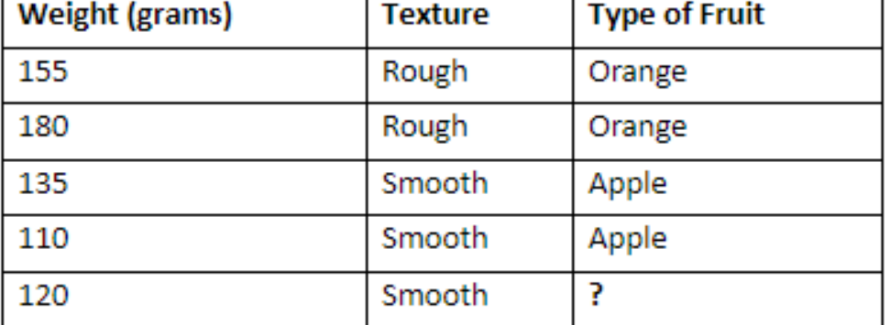 Weight (grams) Texture Type of Fruit
155 Rough Orange
180 Rough Orange
135 Smooth Apple
110 Smooth Apple
120 Smooth ?